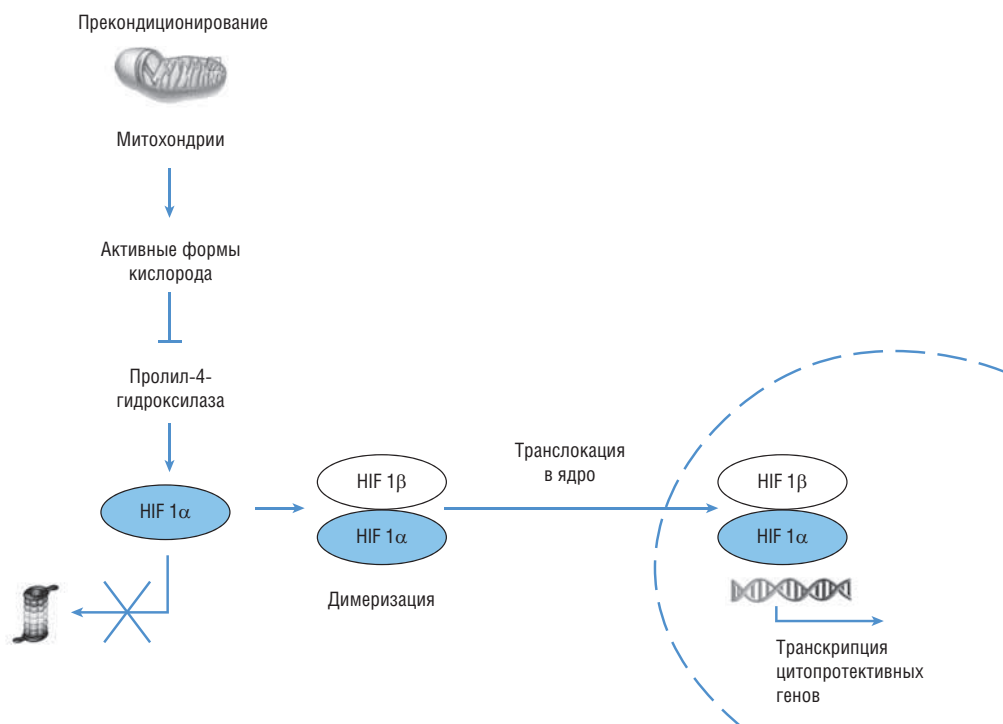 Прекондиционирование
Митохондрии
Активные формы
кислорода
Пролил-4-
гидроксилаза
HIF 1α
HIF 1β
HIF 1α
Димеризация
Транслокация
в ядро
HIF 1β
HIF 1α
Транскрипция
цитопротективных
генов